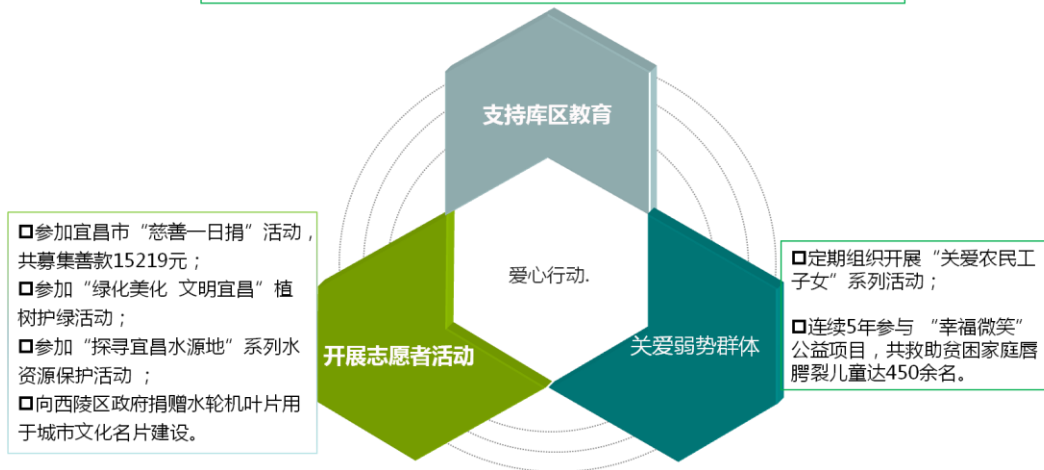 支持库区教育
口参加宜昌市“慈善一日捐”活动，
共募集善款15219元；
口参加“绿化美化 文明宜昌”植
树护绿活动；
口参加“探寻宜昌水源地”系列水
资源保护活动 ；
口向西陵区政府捐赠水轮机叶片用
于城市文化名片建设。
爱心行动.
开展志愿者活动
关爱弱势群体
口定期组织开展“关爱农民工
子女”系列活动；
口连续5年参与 “幸福微笑”
公益项目，共救助贫困家庭唇
腭裂儿童达450余名。